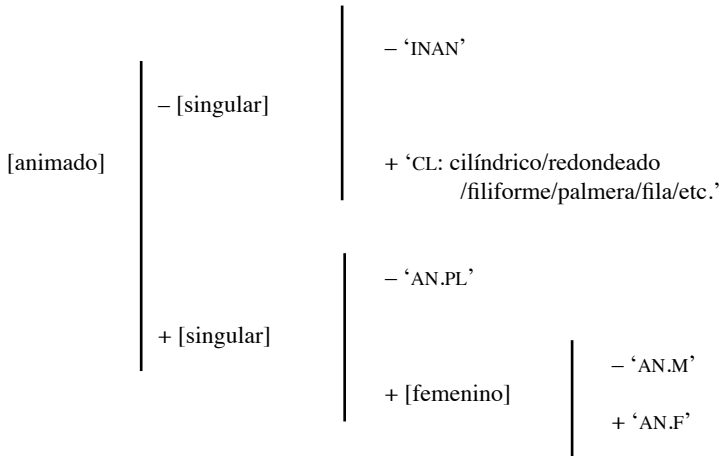 – ‘INAN’
– [singular]
[animado]
+ ‘CL: cilíndrico/redondeado
/filiforme/palmera/fila/etc.’
– ‘AN.PL’
+ [singular]
– ‘AN.M’
+ [femenino]
+ ‘AN.F’